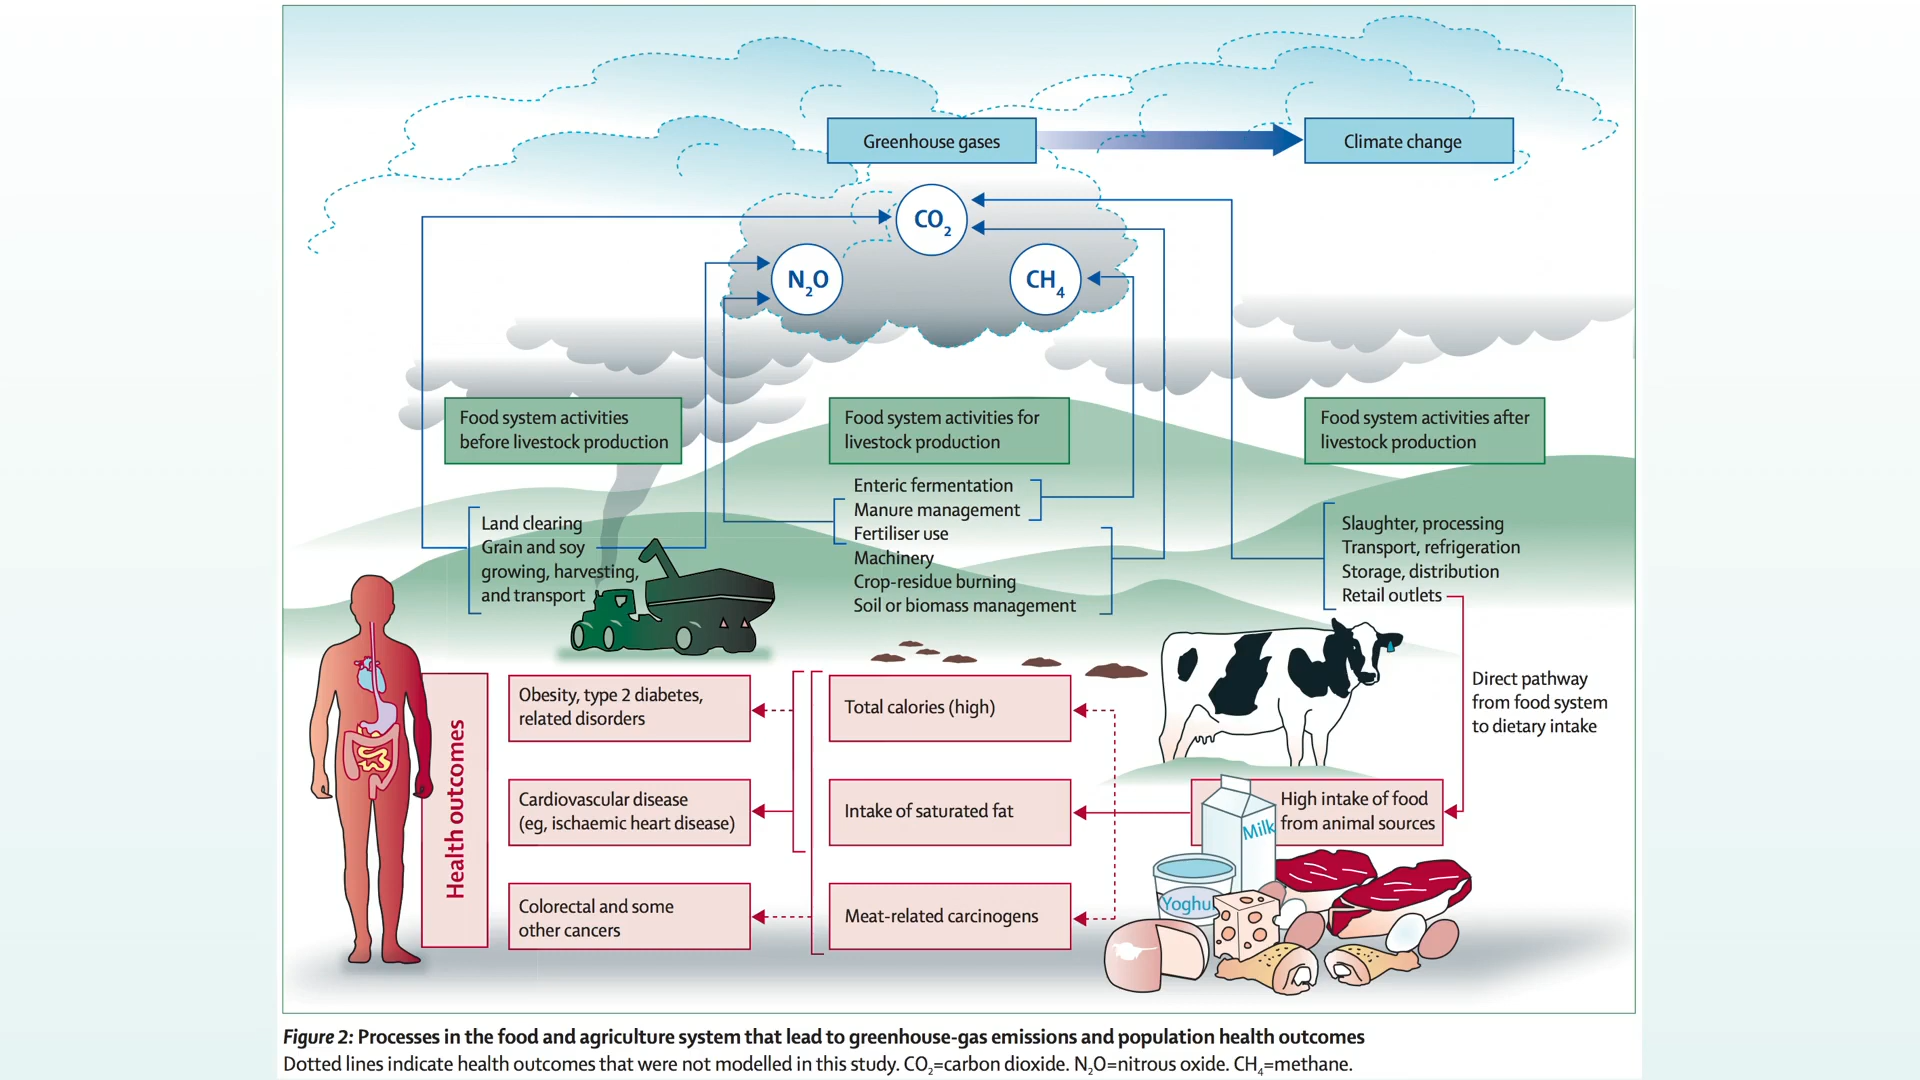 Greenhouse gases
Climate change
CO₂
N₂O
CH₄
Food system activities
before livestock production
Food system activities for
livestock production
Food system activities after
livestock production
Land clearing
Grain and soy
growing, harvesting,
and transport
Enteric fermentation
Manure management
Fertiliser use
Machinery
Crop-residue burning
Soil or biomass management
Slaughter, processing
Transport, refrigeration
Storage, distribution
Retail outlets
Direct pathway
from food system
to dietary intake
Health outcomes
Obesity, type 2 diabetes,
related disorders
Total calories (high)
Cardiovascular disease
(eg, ischaemic heart disease)
Intake of saturated fat
High intake of food
from animal sources
Milk
Colorectal and some
other cancers
Meat-related carcinogens
Yoghu
Figure 2: Processes in the food and agriculture system that lead to greenhouse-gas emissions and population health outcomes
Dotted lines indicate health outcomes that were not modelled in this study. CO₂=carbon dioxide. N₂O=nitrous oxide. CH₄=methane.